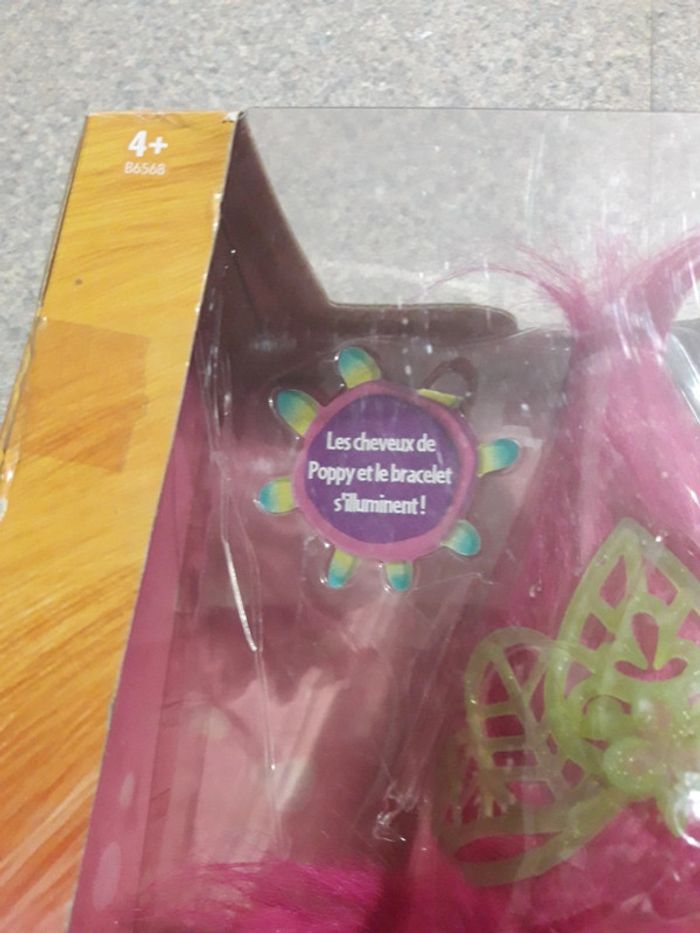 4+
B6568
Les cheveux de
Poppy et le bracelet
s'illuminent !